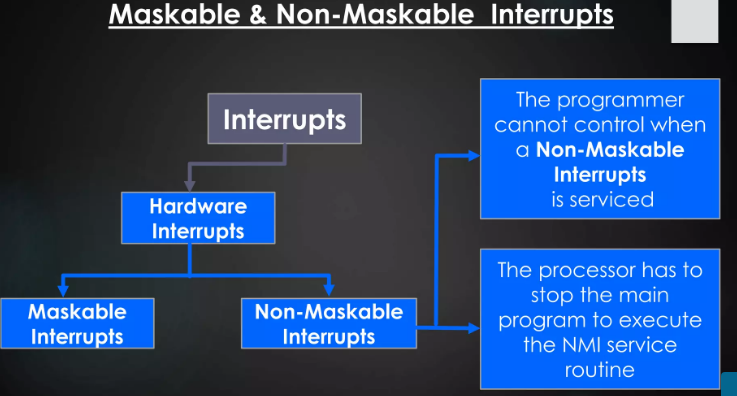 Maskable & Non-Maskable Interrupts
Interrupts
Hardware
Interrupts
Maskable
Interrupts
Non-Maskable
Interrupts
The programmer
cannot control when
a Non-Maskable
Interrupts
is serviced
The processor has to
stop the main
program to execute
the NMI service
routine